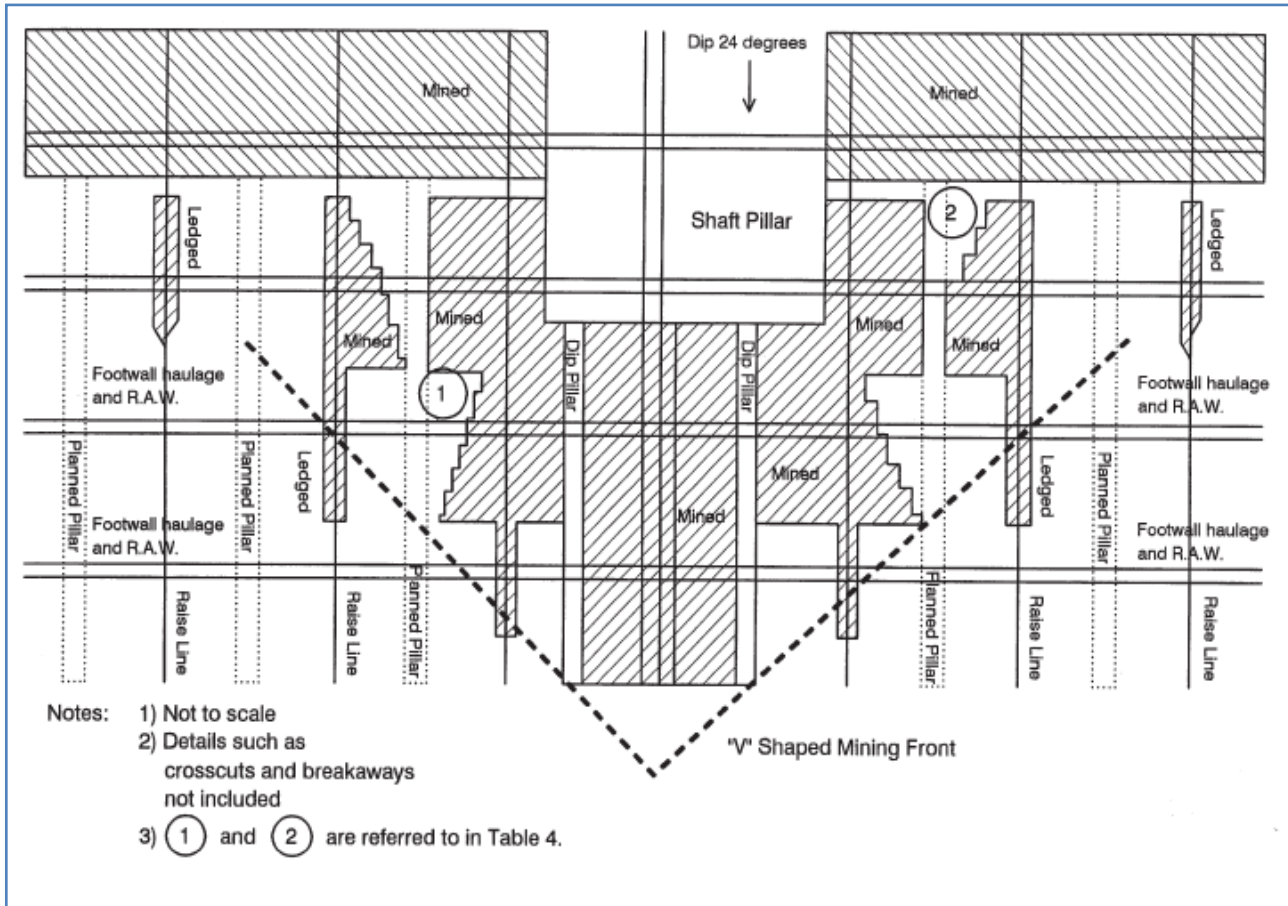 Dip 24 degrees
Mined
Mined
Shaft Pillar
2
Ledged
Ledged
Mined
Mined
Mined
Mined
Mined
Dip Pillar
Dip Pillar
1
Footwall haulage
and R.A.W.
Footwall haulage
and R.A.W.
Planned Pillar
Planned Pillar
Ledged
Mined
Mined
Mined
Ledged
Planned Pillar
Footwall haulage
and R.A.W.
Footwall haulage
and R.A.W.
Raise Line
Raise Line
Planned Pillar
Planned Pillar
Raise Line
Raise Line
Notes: 1) Not to scale
2) Details such as
crosscuts and breakaways
not included
3) 1 and 2 are referred to in Table 4.
"V" Shaped Mining Front